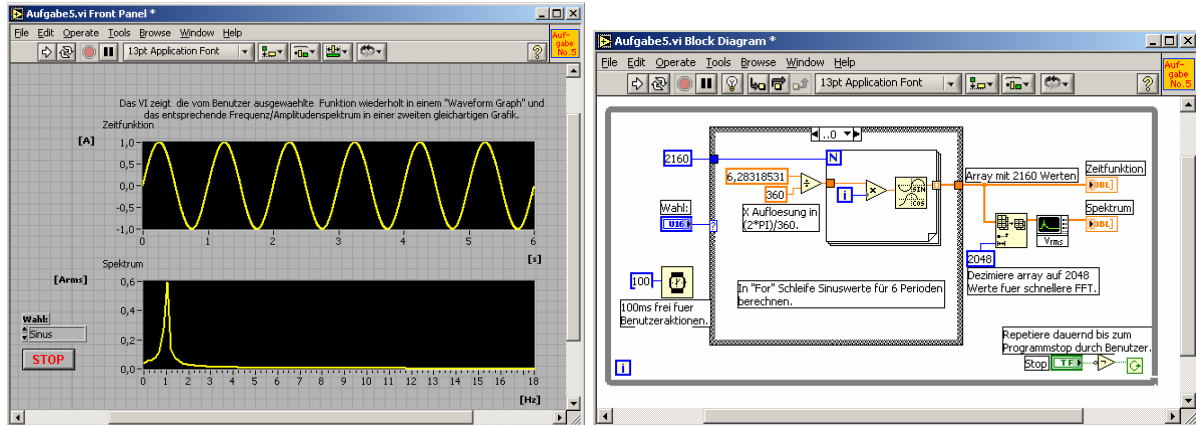 Aufgabe5.vi Front Panel *
File Edit Operate Tools Browse Window Help
13pt Application Font
?
Auf-
gabe
No.5
Das VI zeigt die vom Benutzer ausgewaehlte Funktion wiederholt in einem "Waveform Graph" und
das entsprechende Frequenz/Amplitudenspektrum in einer zweiten gleichartigen Grafik.
Zeitfunktion
[A]
1,0
0,5
0,0
-0,5
-1,0
0 1 2 3 4 5 6
[s]
Spektrum
[Arms]
0,6
0,4
0,2
0,0
0 1 2 3 4 5 6 7 8 9 10 11 12 13 14 15 16 18
[Hz]
Wahl:
Sinus
STOP
Aufgabe5.vi Block Diagram *
File Edit Operate Tools Browse Window Help
13pt Application Font
?
Auf-
gabe
No.5
..0
2160
N
6,28318531
360
÷
i
×
SIN
COS
X Aufloesung in
(2*PI)/360.
Wahl:
U16
?
100
100ms frei fuer
Benutzeraktionen.
In "For" Schleife Sinuswerte für 6 Perioden
berechnen.
Array mit 2160 Werten
Zeitfunktion
DBL]
Spektrum
DBL]
Vrms
2048
Dezimiere array auf 2048
Werte fuer schnellere FFT.
Repetiere dauernd bis zum
Programmstop durch Benutzer.
Stop
TF
i